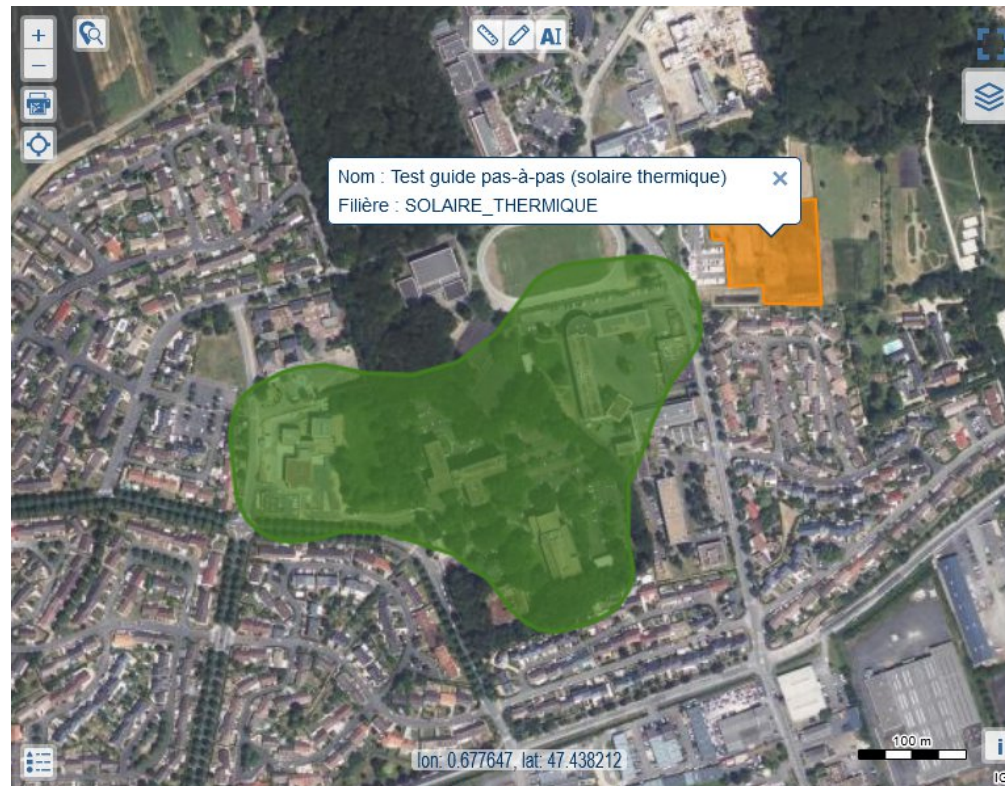 +
AI
−
Nom : Test guide pas-à-pas (solaire thermique) ×
Filière : SOLAIRE_THERMIQUE
100 m
i
lon: 0.677647, lat: 47.438212